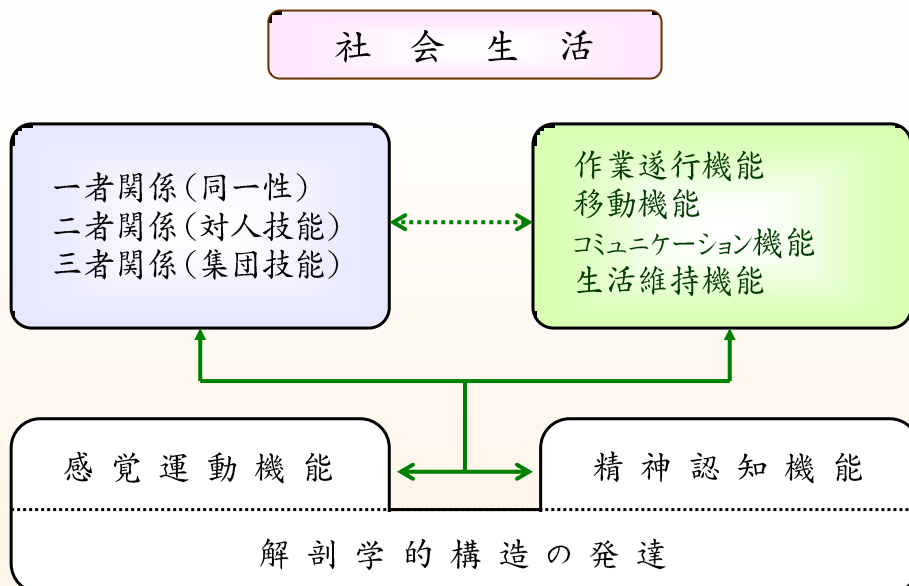 社会生活
一者関係(同一性)
二者関係(対人技能)
三者関係(集団技能)
作業遂行機能
移動機能
コミュニケーション機能
生活維持機能
感覚運動機能
精神認知機能
解剖学的構造の発達